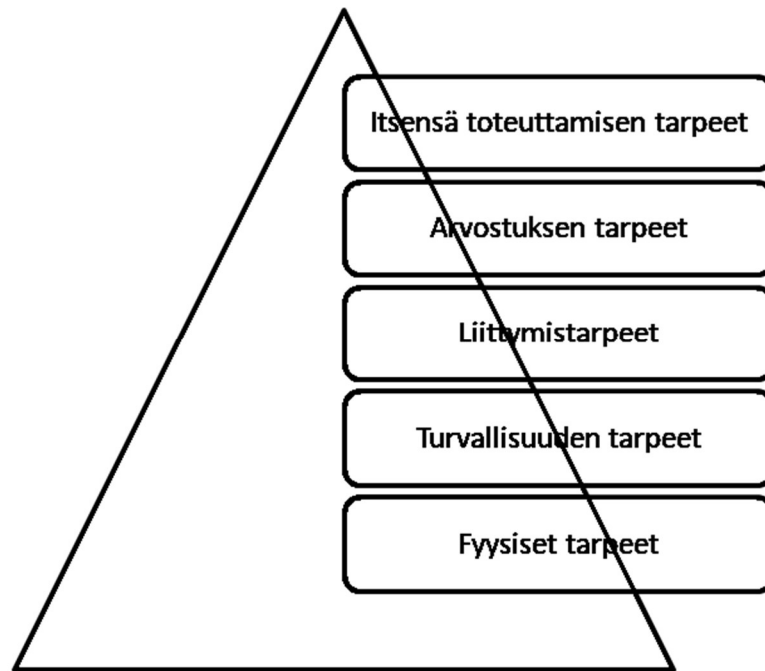 Itsensä toteuttamisen tarpeet
Arvostuksen tarpeet
Liittymistarpeet
Turvallisuuden tarpeet
Fyysiset tarpeet